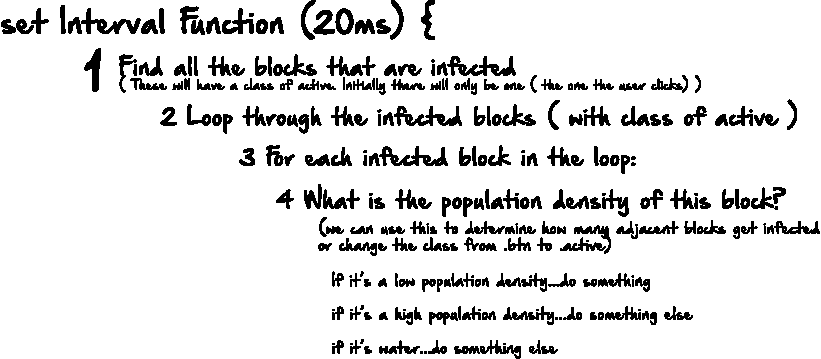 set Interval Function (20ms) {
1 Find all the blocks that are infected
( These will have a class of active. Initially there will only be one ( the one the user clicks) )
2 Loop through the infected blocks ( with class of active )
3 For each infected block in the loop:
4 What is the population density of this block?
(we can use this to determine how many adjacent blocks get infected
or change the class from .btn to .active)
If it's a low population density...do something
if it's a high population density...do something else
if it's water...do something else